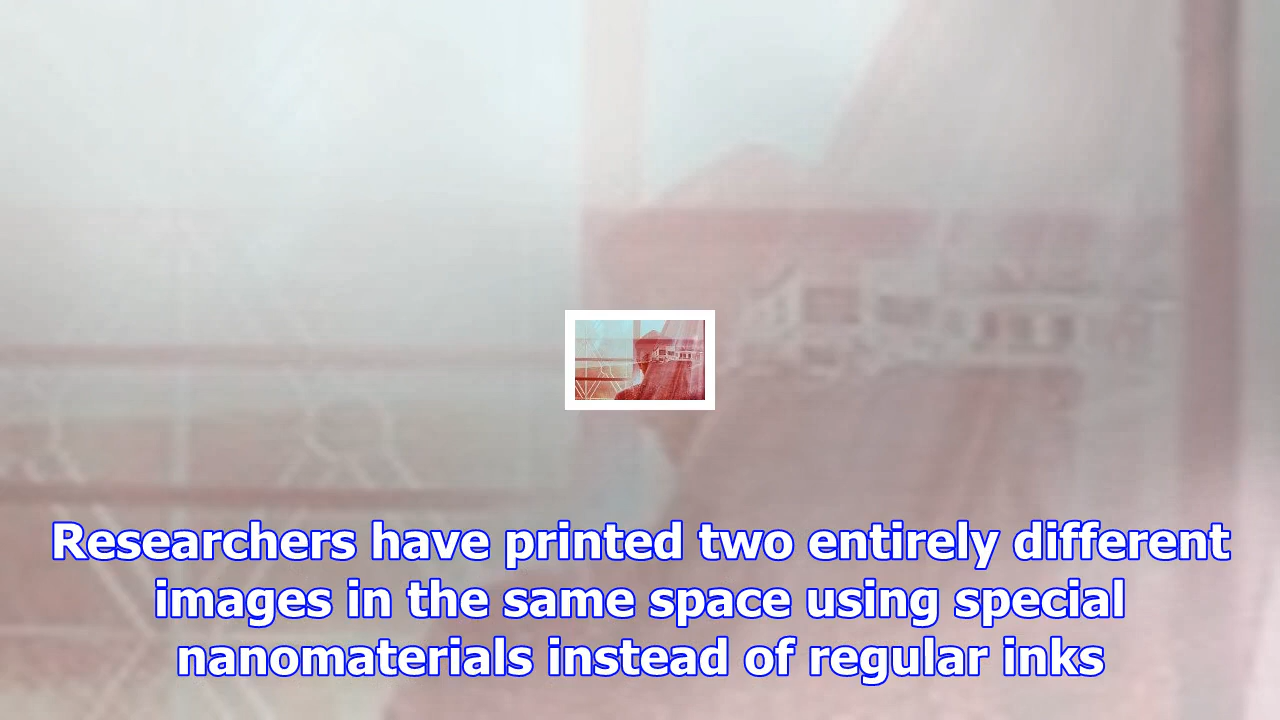 Researchers have printed two entirely different
images in the same space using special
nanomaterials instead of regular inks